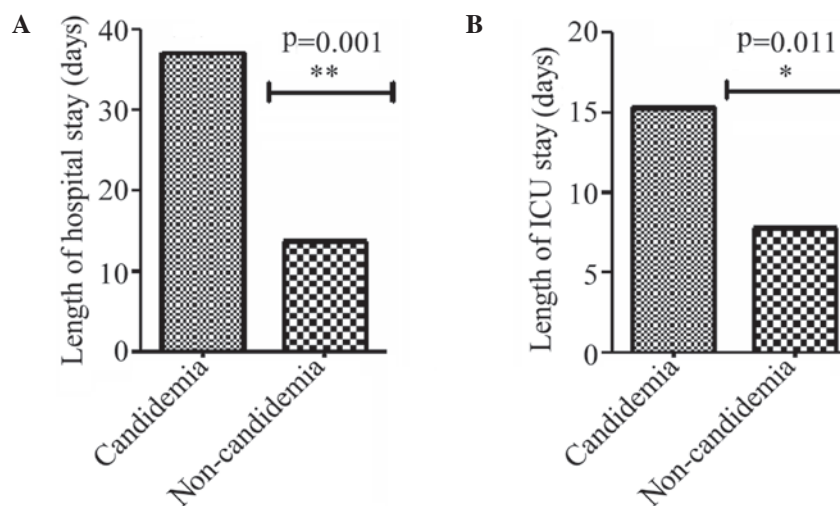 A
Length of hospital stay (days)
40
30
20
10
0
p=0.001
**
Candidemia
Non-candidemia
B
Length of ICU stay (days)
20
15
10
5
0
p=0.011
*
Candidemia
Non-candidemia